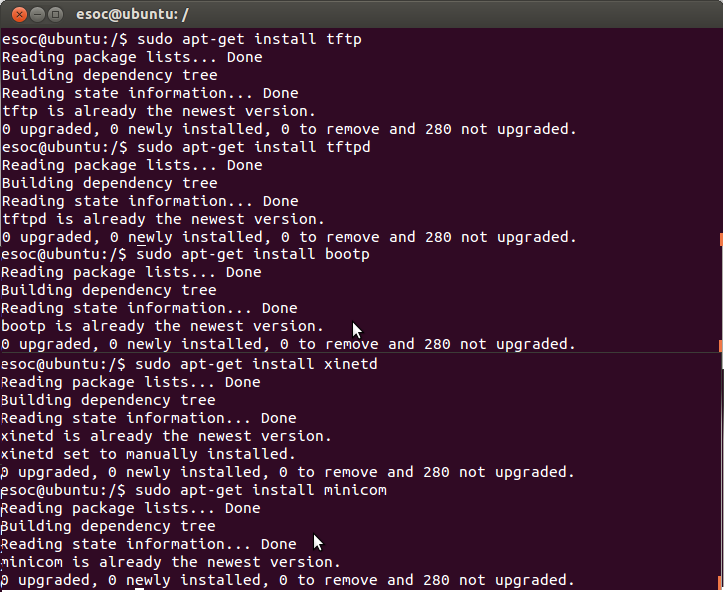 esoc@ubuntu: /
esoc@ubuntu:/$ sudo apt-get install tftp
Reading package lists... Done
Building dependency tree
Reading state information... Done
tftp is already the newest version.
0 upgraded, 0 newly installed, 0 to remove and 280 not upgraded.
esoc@ubuntu:/$ sudo apt-get install tftpd
Reading package lists... Done
Building dependency tree
Reading state information... Done
tftpd is already the newest version.
0 upgraded, 0 newly installed, 0 to remove and 280 not upgraded.
esoc@ubuntu:/$ sudo apt-get install bootp
Reading package lists... Done
Building dependency tree
Reading state information... Done
bootp is already the newest version.
0 upgraded, 0 newly installed, 0 to remove and 280 not upgraded.
esoc@ubuntu:/$ sudo apt-get install xinetd
Reading package lists... Done
Building dependency tree
Reading state information... Done
xinetd is already the newest version.
xinetd set to manually installed.
0 upgraded, 0 newly installed, 0 to remove and 280 not upgraded.
esoc@ubuntu:/$ sudo apt-get install minicom
Reading package lists... Done
Building dependency tree
Reading state information... Done
minicom is already the newest version.
0 upgraded, 0 newly installed, 0 to remove and 280 not upgraded.